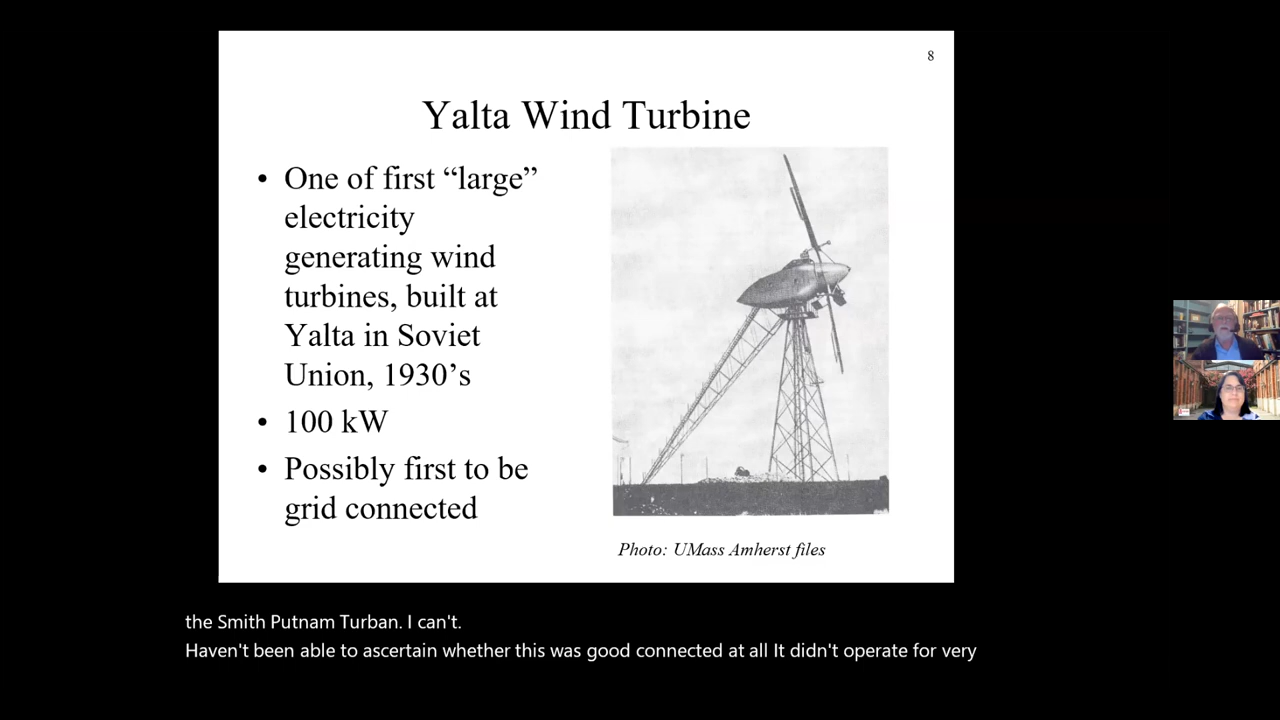 8
Yalta Wind Turbine
• One of first “large”
electricity
generating wind
turbines, built at
Yalta in Soviet
Union, 1930’s
• 100 kW
• Possibly first to be
grid connected
Photo: UMass Amherst files
the Smith Putnam Turban. I can't.
Haven't been able to ascertain whether this was good connected at all It didn't operate for very